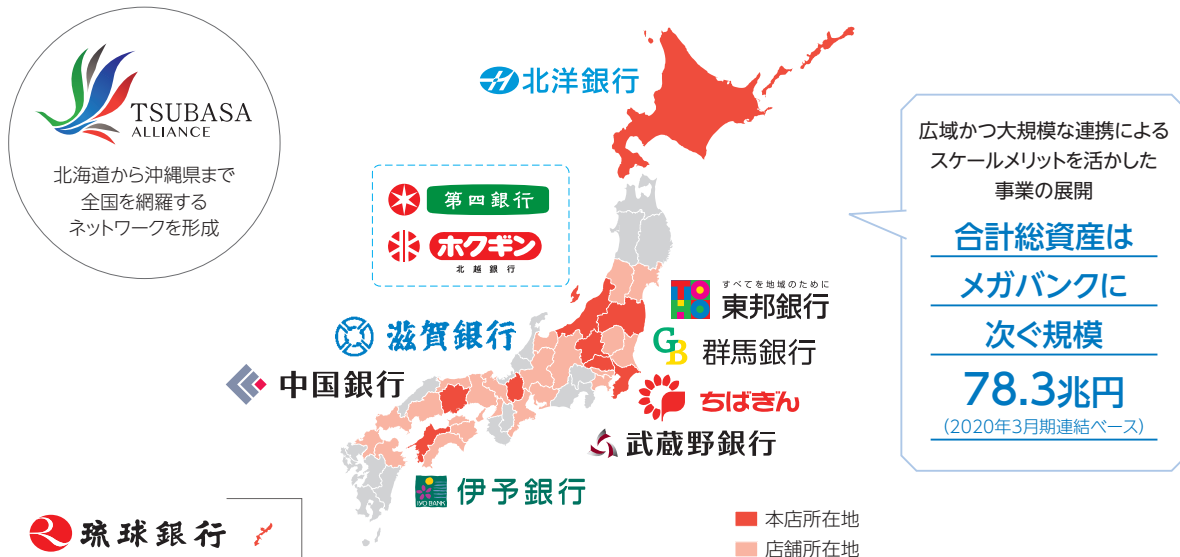 TSUBASA
ALLIANCE
北海道から沖縄県まで
全国を網羅する
ネットワークを形成
北洋銀行
第四銀行
ホクギン
北越銀行
TOHO
すべてを地域のために
東邦銀行
滋賀銀行
GB
群馬銀行
中国銀行
ちばぎん
武蔵野銀行
IYO BANK
伊予銀行
琉球銀行
本店所在地
店舗所在地
広域かつ大規模な連携による
スケールメリットを活かした
事業の展開
合計総資産は
メガバンクに
次ぐ規模
78.3兆円
(2020年3月期連結ベース)